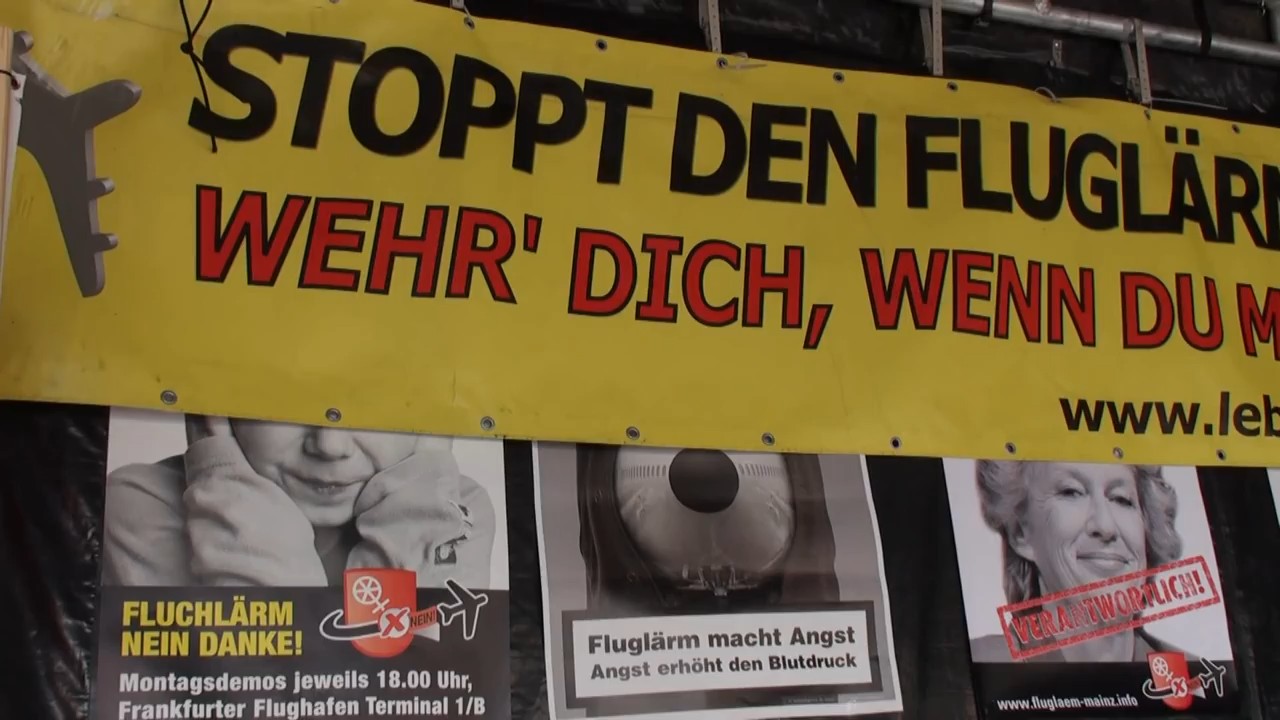 STOPPT DEN FLUGLÄR
WEHR' DICH, WENN DU
www.leb
FLUCHLÄRM
NEIN DANKE!
NEIN!
Montagsdemos jeweils 18.00 Uhr,
Frankfurter Flughafen Terminal 1/B
Fluglärm macht Angst
Angst erhöht den Blutdruck
VERANTWORTLICH!
www.fluglaem-mainz.info